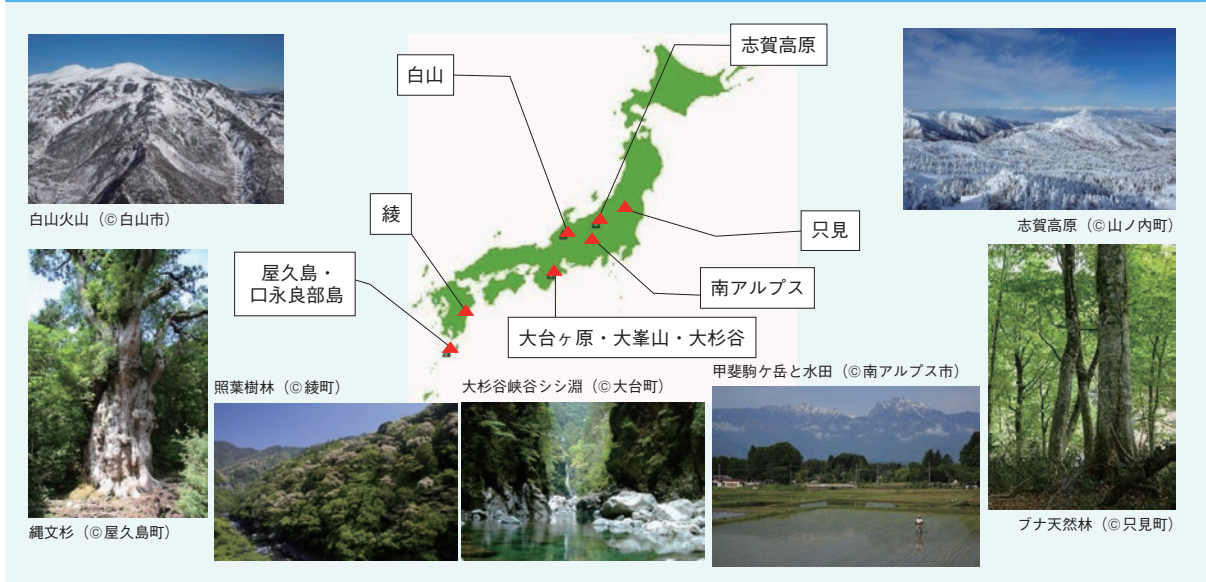 志賀高原
白山
白山火山（©白山市）
志賀高原（©山ノ内町）
綾
只見
屋久島・
口永良部島
南アルプス
大台ヶ原・大峯山・大杉谷
甲斐駒ケ岳と水田（©南アルプス市）
照葉樹林（©綾町）
大杉谷峡谷シシ淵（©大台町）
縄文杉（©屋久島町）
ブナ天然林（©只見町）